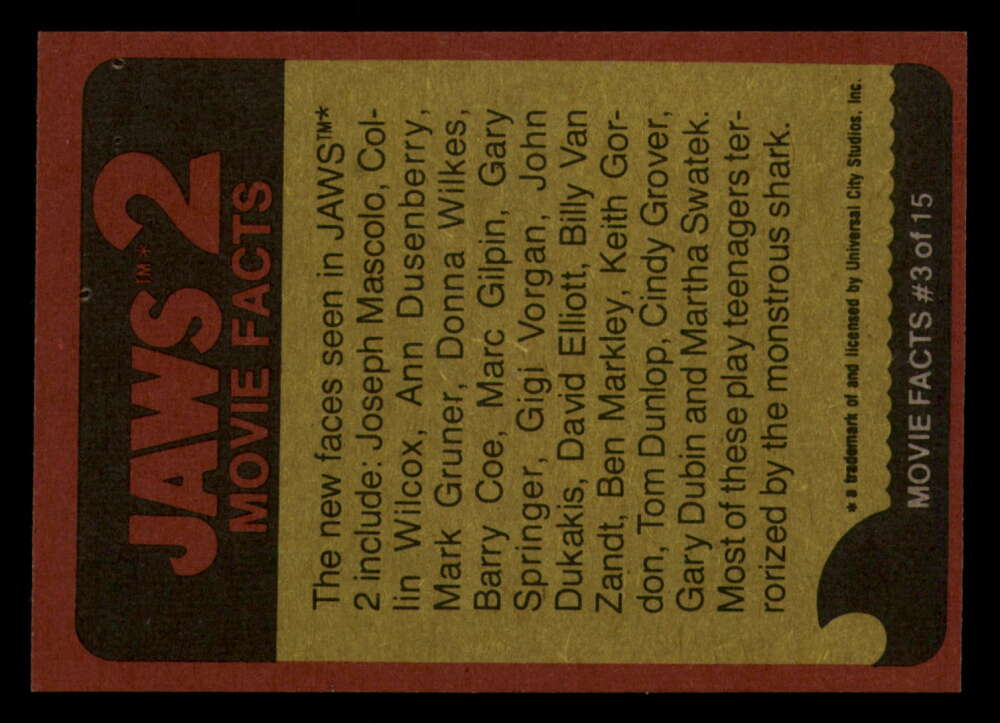 JAWS™*2
MOVIE FACTS
The new faces seen in JAWS™*
2 include: Joseph Mascolo, Col-
lin Wilcox, Ann Dusenberry,
Mark Gruner, Donna Wilkes,
Barry Coe, Marc Gilpin, Gary
Springer, Gigi Vorgan, John
Dukakis, David Elliott, Billy Van
Zandt, Ben Markley, Keith Gor-
don, Tom Dunlop, Cindy Grover,
Gary Dubin and Martha Swatek.
Most of these play teenagers ter-
rorized by the monstrous shark.
* a trademark of and licensed by Universal City Studios, Inc.
MOVIE FACTS #3 of 15